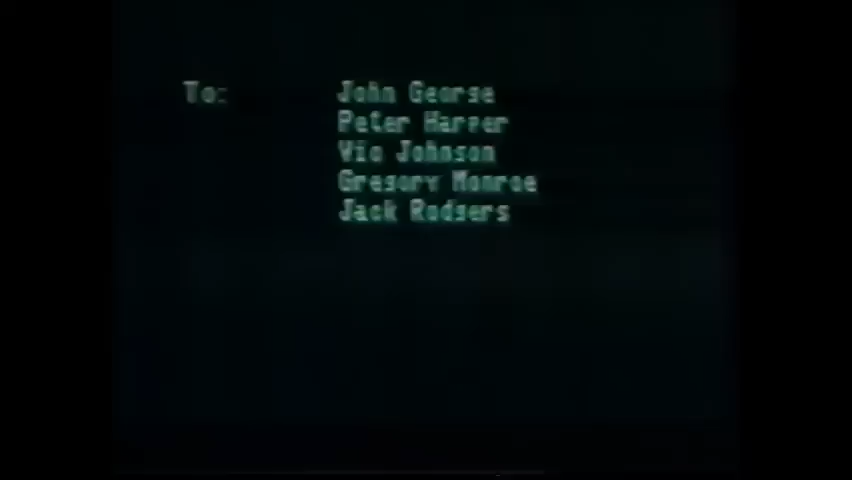 To: John George
Peter Harper
Vic Johnson
Gregory Monroe
Jack Rodgers